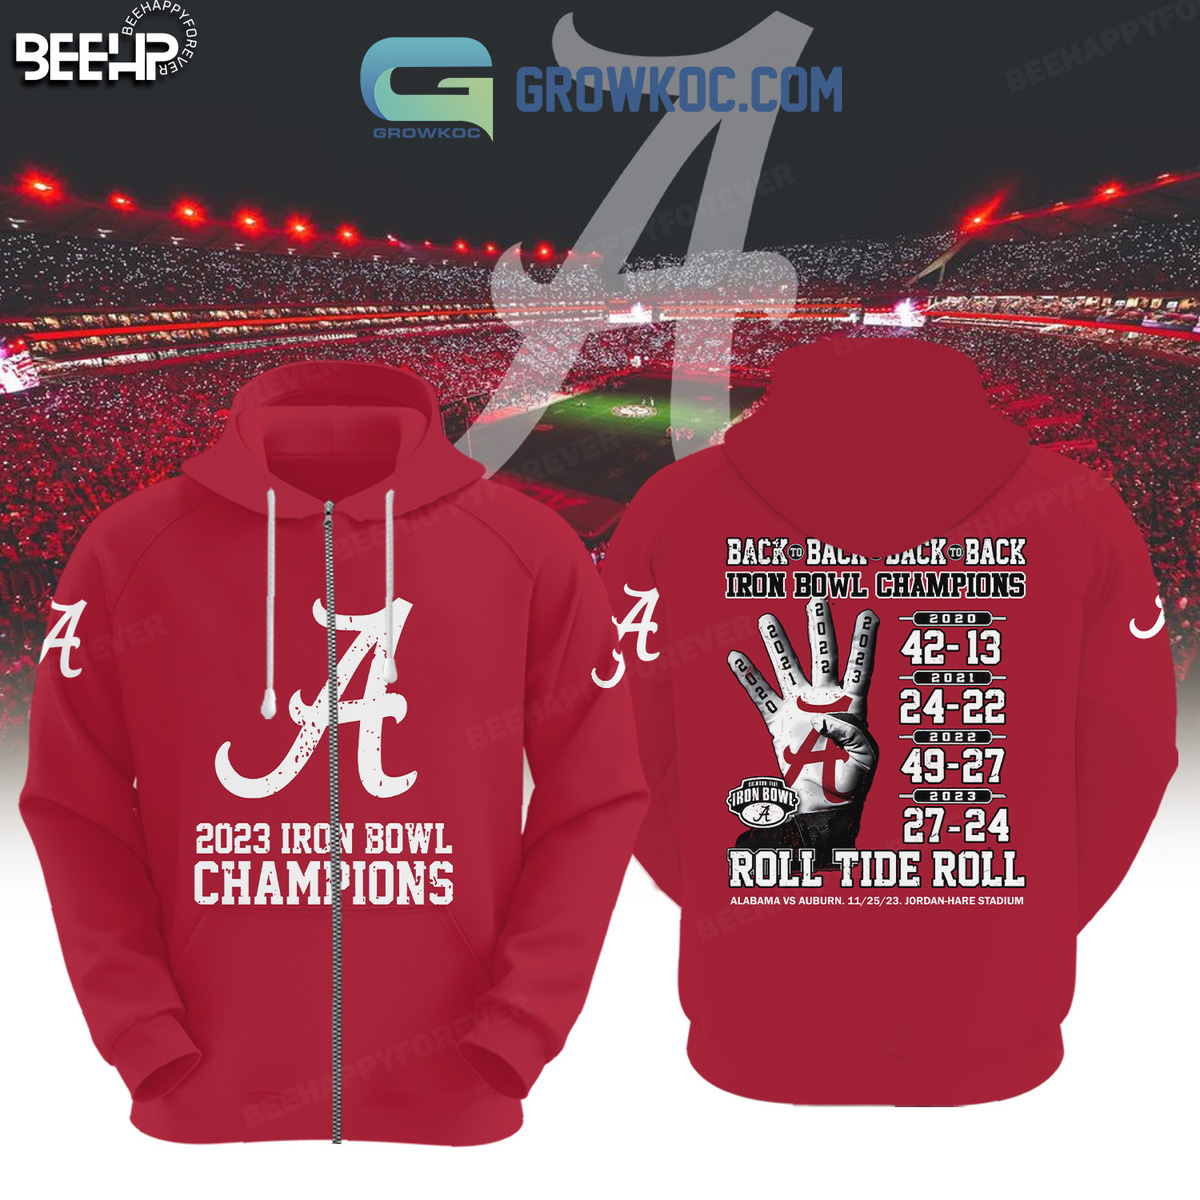 BEEHP
BEEHAPPYFOREVER
GROWKOC
GROWKOC.COM
BEEHAPPYFOREVER
A
2023 IRON BOWL
CHAMPIONS
BACK TO BACK TO BACK TO BACK
IRON BOWL CHAMPIONS
2020
2021
2022
2023
2020
42-13
2021
24-22
2022
49-27
2023
27-24
IRON BOWL
A
ROLL TIDE ROLL
ALABAMA VS AUBURN. 11/25/23. JORDAN-HARE STADIUM